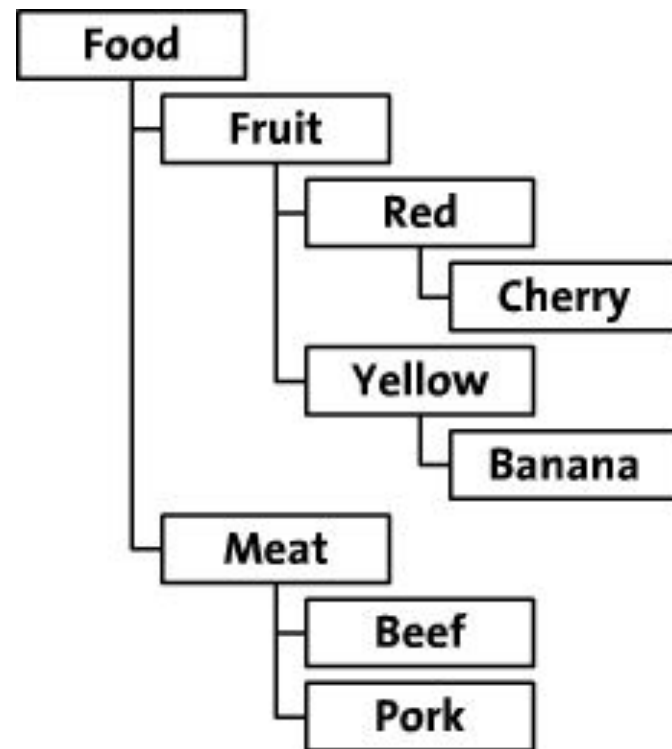 Food
Fruit
Red
Cherry
Yellow
Banana
Meat
Beef
Pork